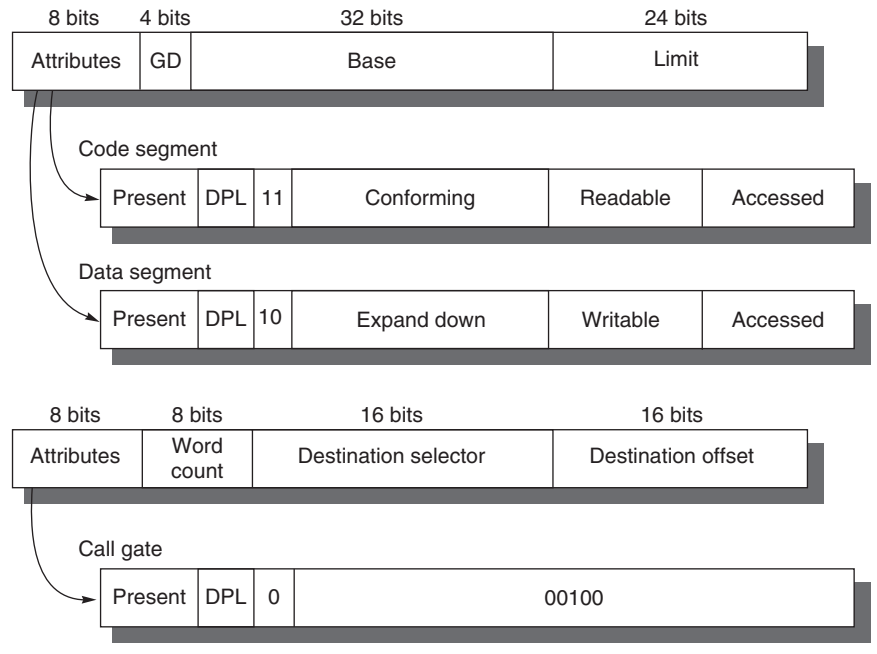 8 bits 4 bits 32 bits 24 bits
Attributes GD Base Limit
Code segment
Present DPL 11 Conforming Readable Accessed
Data segment
Present DPL 10 Expand down Writable Accessed
8 bits 8 bits 16 bits 16 bits
Attributes Word count Destination selector Destination offset
Call gate
Present DPL 0 00100